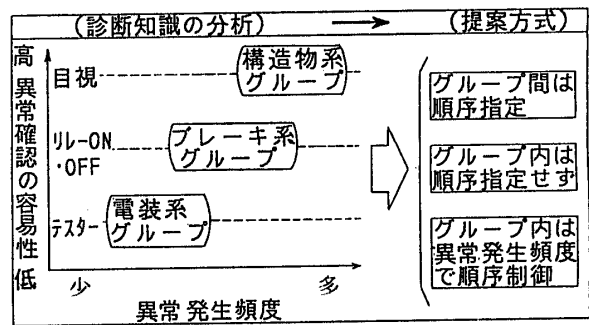 (診断知識の分析) → (提案方式)
高
異常確認の容易性
低
目視
構造物系
グループ
リレーON
・OFF
ブレーキ系
グループ
テスター
電装系
グループ
少
多
異常発生頻度
グループ間は
順序指定
グループ内は
順序指定せず
グループ内は
異常発生頻度
で順序制御